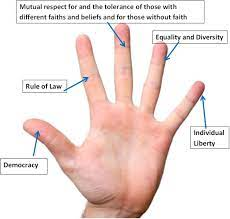 Mutual respect for and the tolerance of those with
different faiths and beliefs and for those without faith
Equality and Diversity
Rule of Law
Individual
Liberty
Democracy